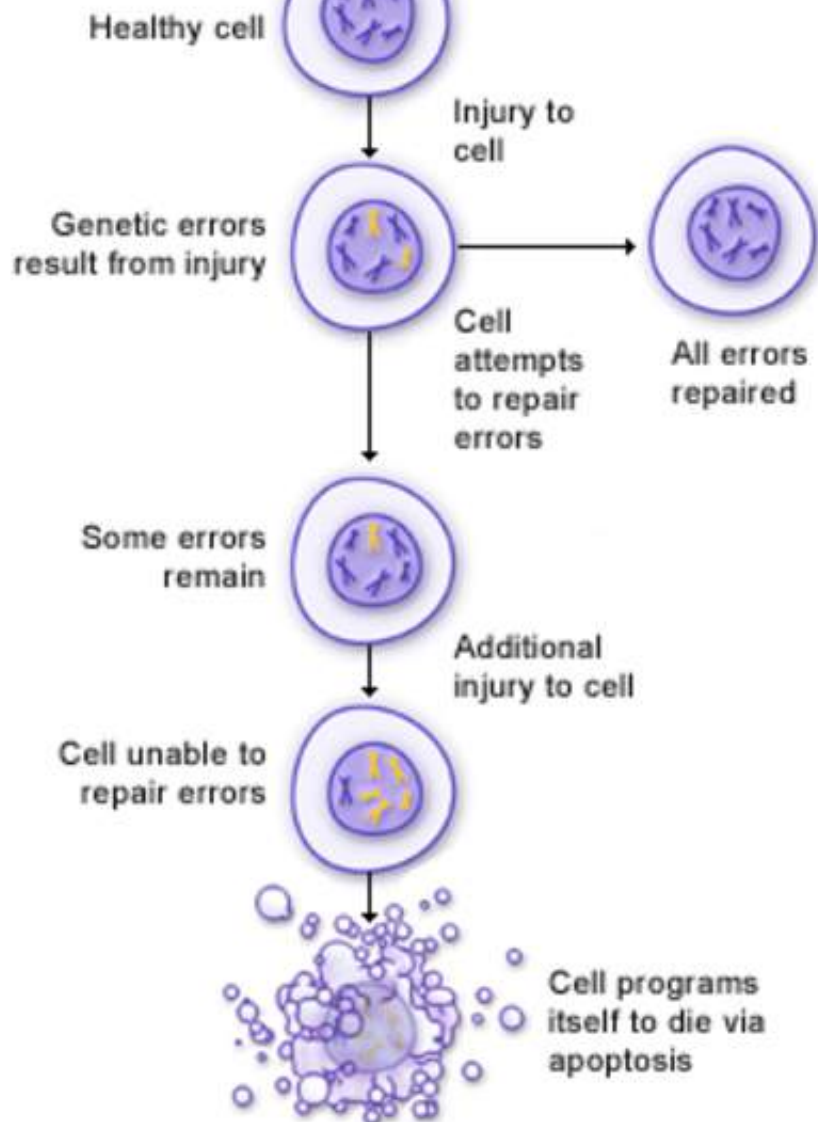 Healthy cell
Injury to
cell
Genetic errors
result from injury
Cell
attempts
to repair
errors
All errors
repaired
Some errors
remain
Additional
injury to cell
Cell unable to
repair errors
Cell programs
itself to die via
apoptosis